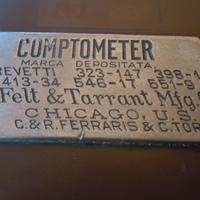 COMPTOMETER
MARCA DEPOSITATA
REVETTI 323-147 398-1
413-34 546-17 551-9
Felt & Tarrant Mfg.
CHICAGO, U.S.
C. & R. FERRARIS & C. TOR